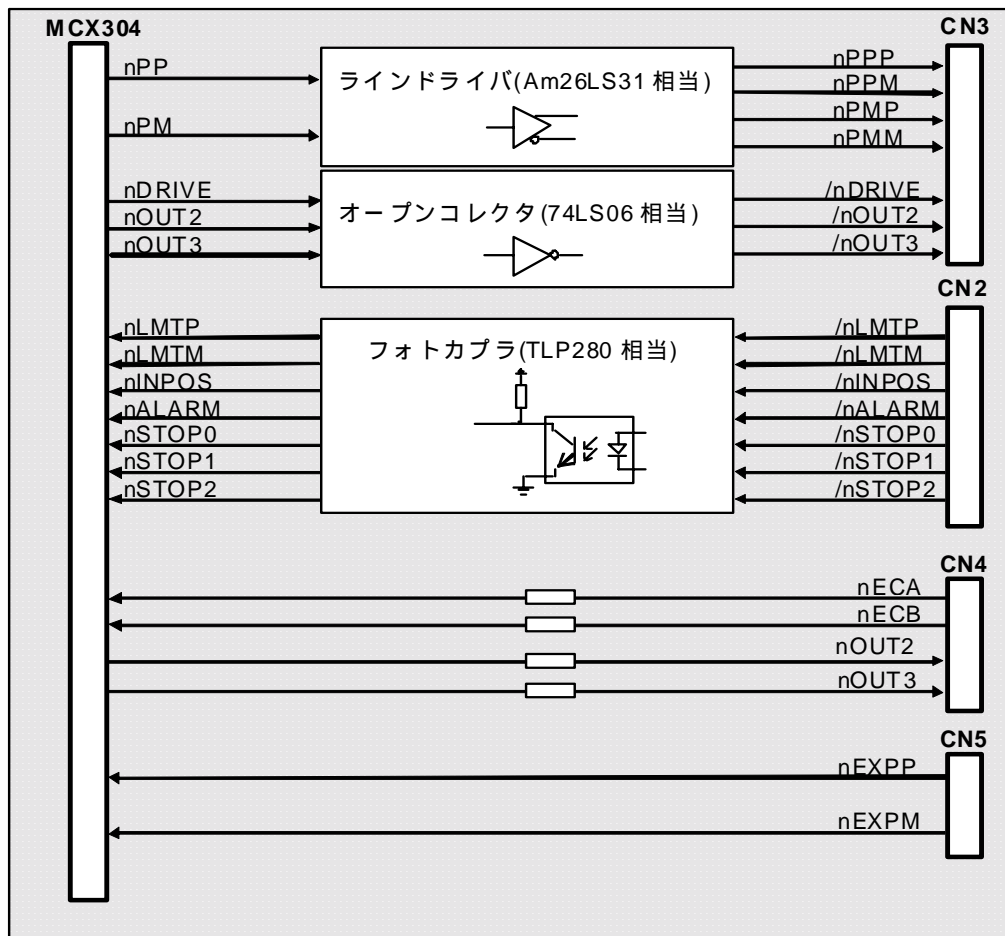 MCX304
CN3
nPP
nPM
ラインドライバ(Am26LS31 相当)
nPPP
nPPM
nPMP
nPMM
nDRIVE
nOUT2
nOUT3
オープンコレクタ(74LS06 相当)
/nDRIVE
/nOUT2
/nOUT3
CN2
nLMTP
nLMTM
nINPOS
nALARM
nSTOP0
nSTOP1
nSTOP2
フォトカプラ(TLP280 相当)
/nLMTP
/nLMTM
/nINPOS
/nALARM
/nSTOP0
/nSTOP1
/nSTOP2
CN4
nECA
nECB
nOUT2
nOUT3
CN5
nEXPP
nEXPM